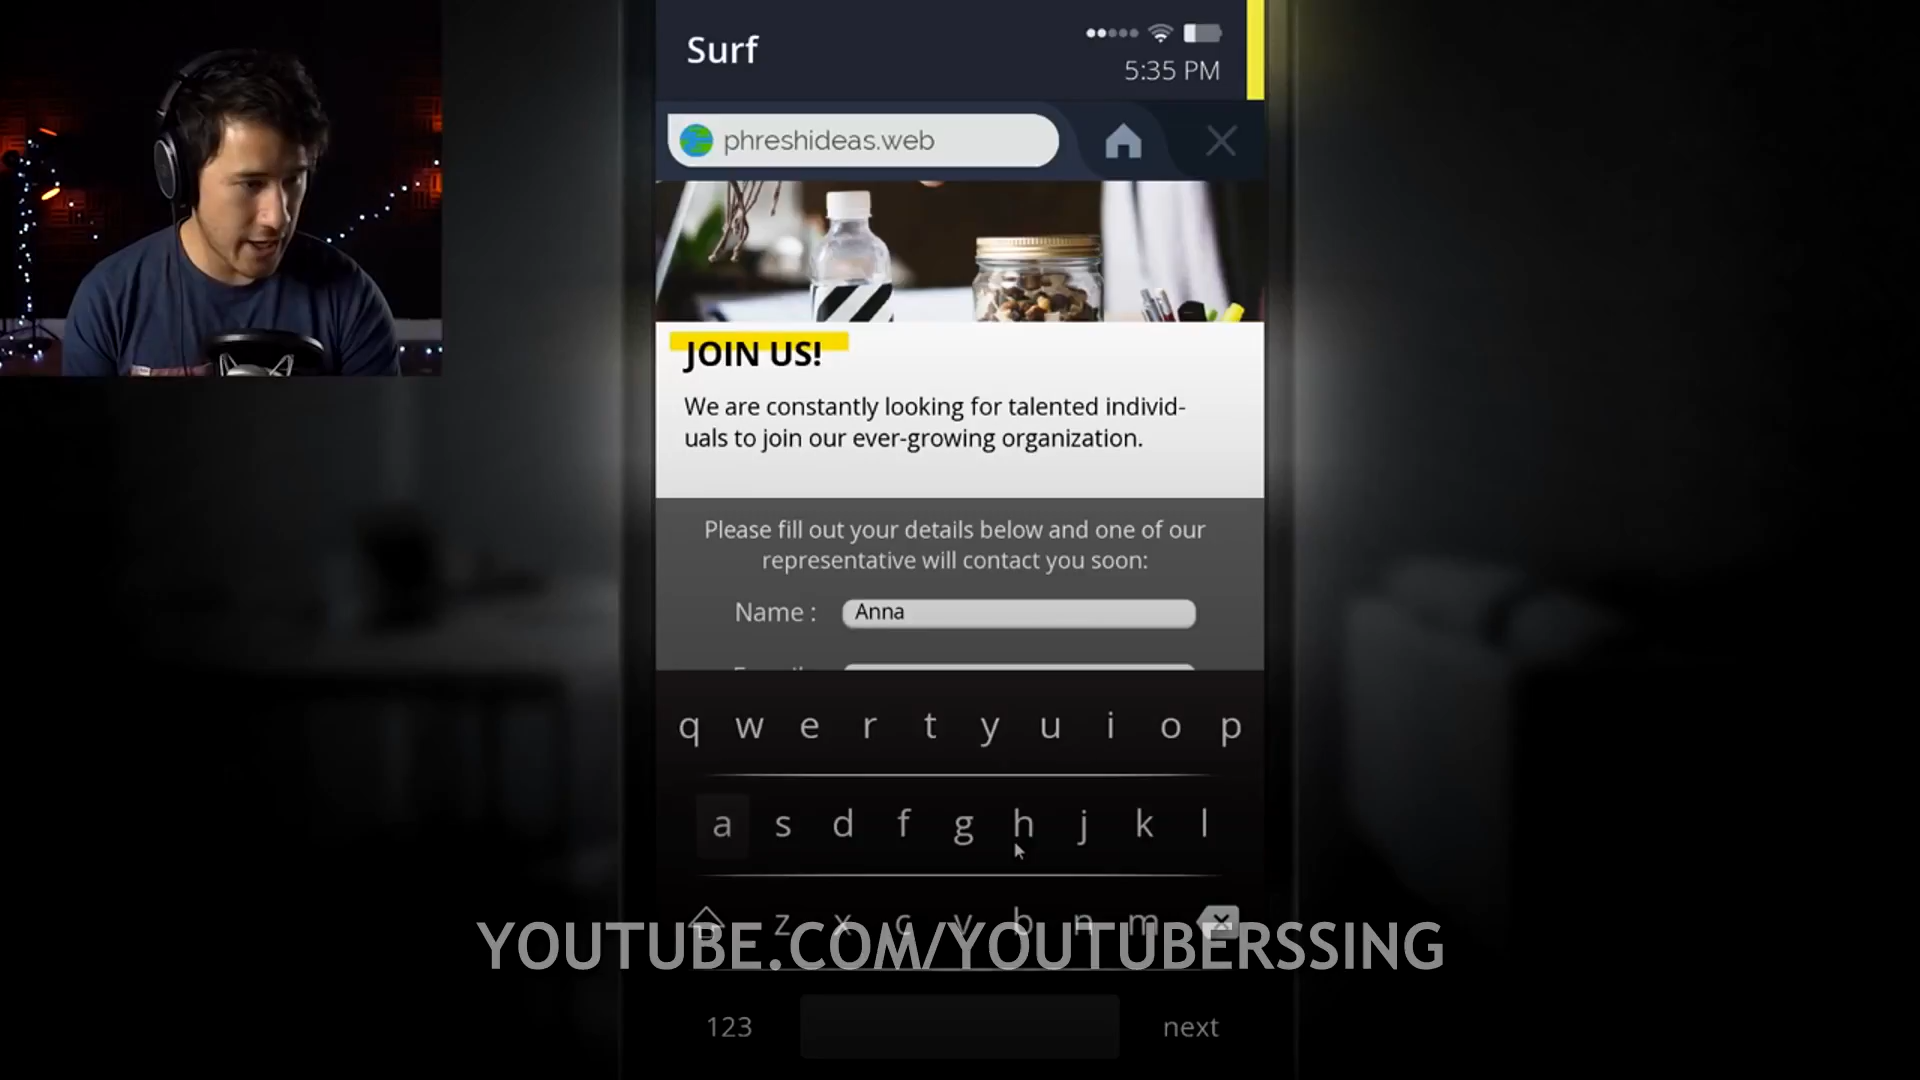 Surf
5:35 PM
phreshideas.web
JOIN US!
We are constantly looking for talented individ-
uals to join our ever-growing organization.
Please fill out your details below and one of our
representative will contact you soon:
Name : Anna
q w e r t y u i o p
a s d f g h j k l
z x c v b n m
YOUTUBE.COM/YOUTUBERSSING
123 next